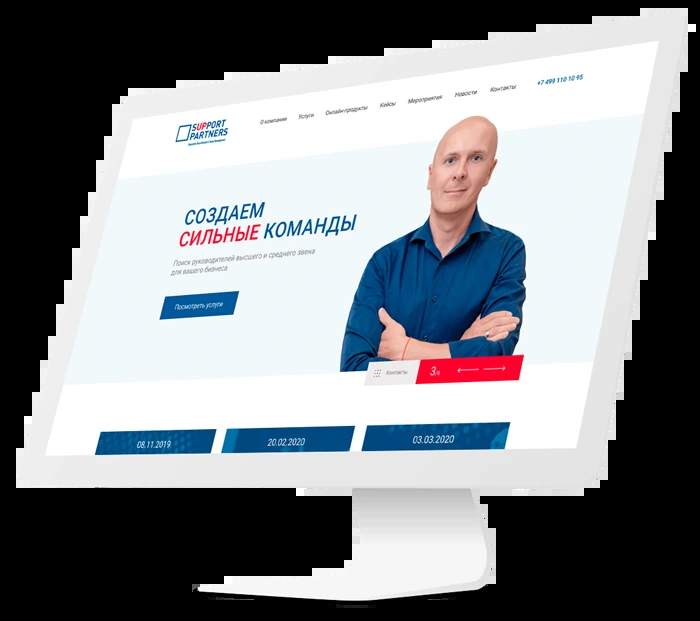 SUPPORT
PARTNERS
О компании Услуги Онлайн-продукты Кейсы Мероприятия Новости Контакты
+7 499 110 10 95
СОЗДАЕМ
СИЛЬНЫЕ КОМАНДЫ
Поиск руководителей высшего и среднего звена
для вашего бизнеса
Посмотреть услуги
Контакты
3/6
08.11.2019 20.02.2020 03.03.2020